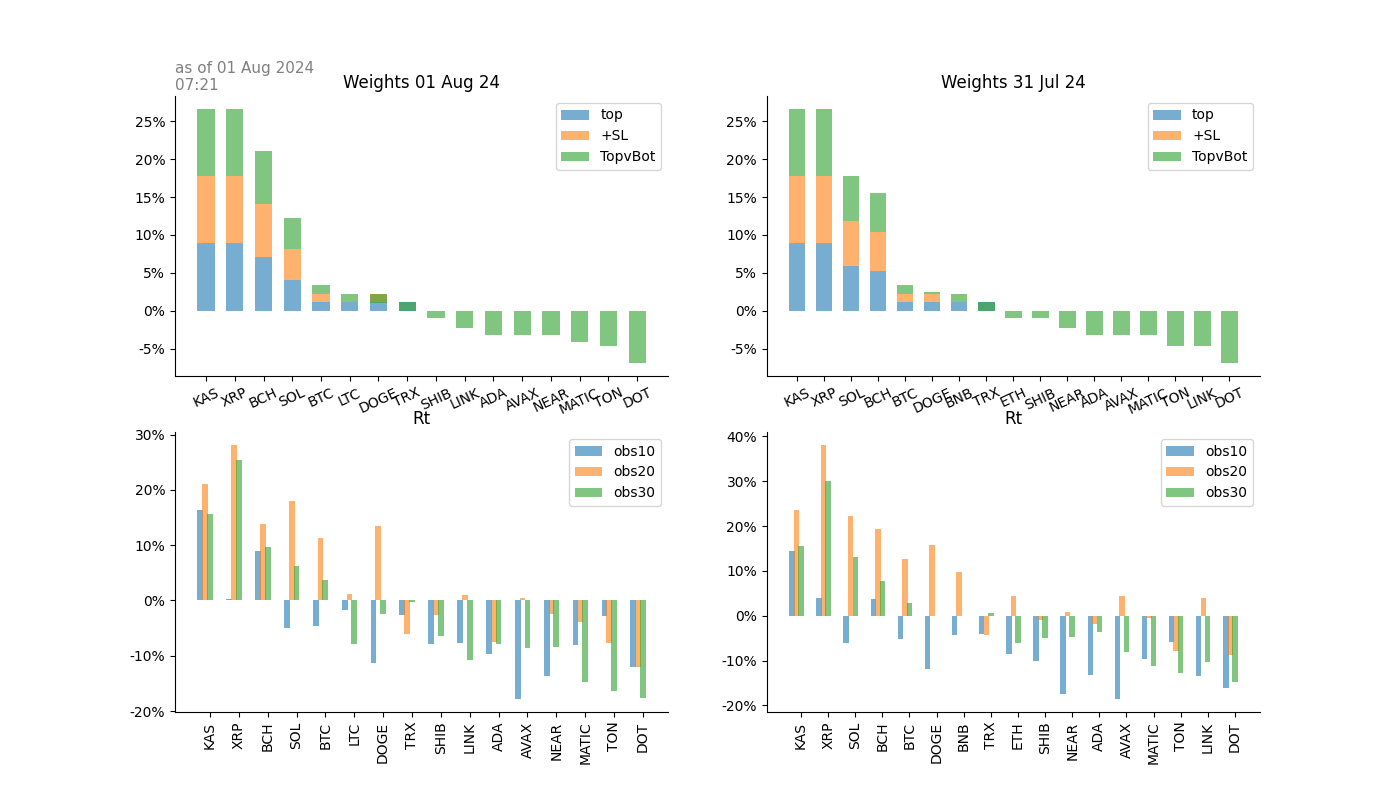 as of 01 Aug 2024
07:21
Weights 01 Aug 24
25%
20%
15%
10%
5%
0%
-5%
top
+SL
TopvBot
KAS XRP BCH SOL BTC LTC DOGE TRX SHIB LINK ADA AVAX NEAR MATIC TON DOT
Weights 31 Jul 24
25%
20%
15%
10%
5%
0%
-5%
top
+SL
TopvBot
KAS XRP SOL BCH BTC DOGE BNB TRX ETH SHIB NEAR ADA AVAX MATIC TON LINK DOT
Rt
30%
20%
10%
0%
-10%
-20%
obs10
obs20
obs30
KAS XRP BCH SOL BTC LTC DOGE TRX SHIB LINK ADA AVAX NEAR MATIC TON DOT
Rt
40%
30%
20%
10%
0%
-10%
-20%
obs10
obs20
obs30
KAS XRP SOL BCH BTC DOGE BNB TRX ETH SHIB NEAR ADA AVAX MATIC TON LINK DOT